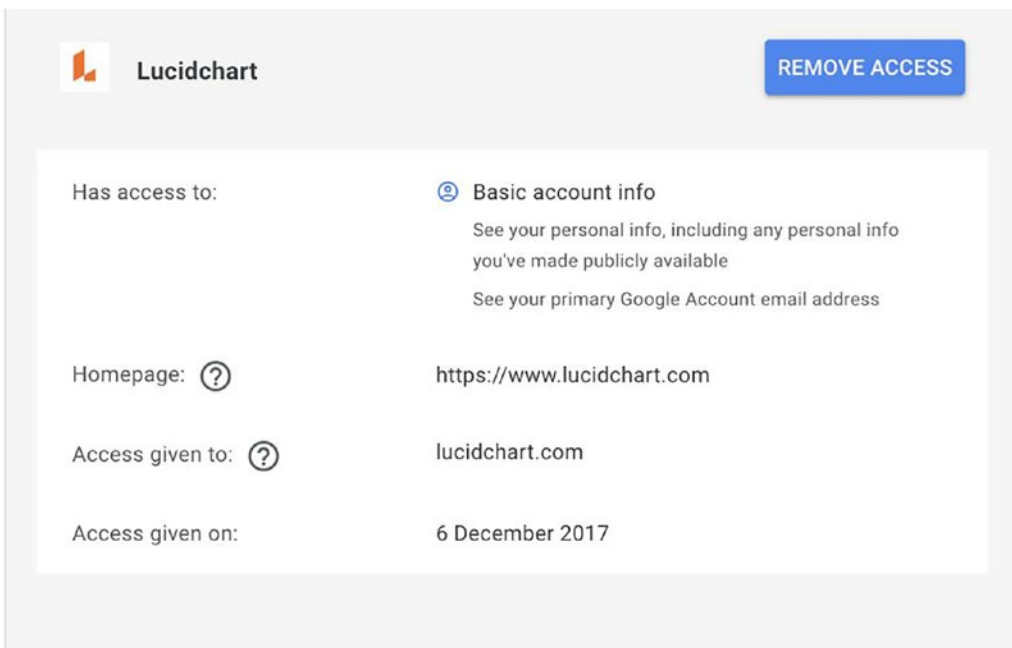 Lucidchart
REMOVE ACCESS
Has access to:
Basic account info
See your personal info, including any personal info
you've made publicly available
See your primary Google Account email address
Homepage: ?
https://www.lucidchart.com
Access given to: ?
lucidchart.com
Access given on:
6 December 2017